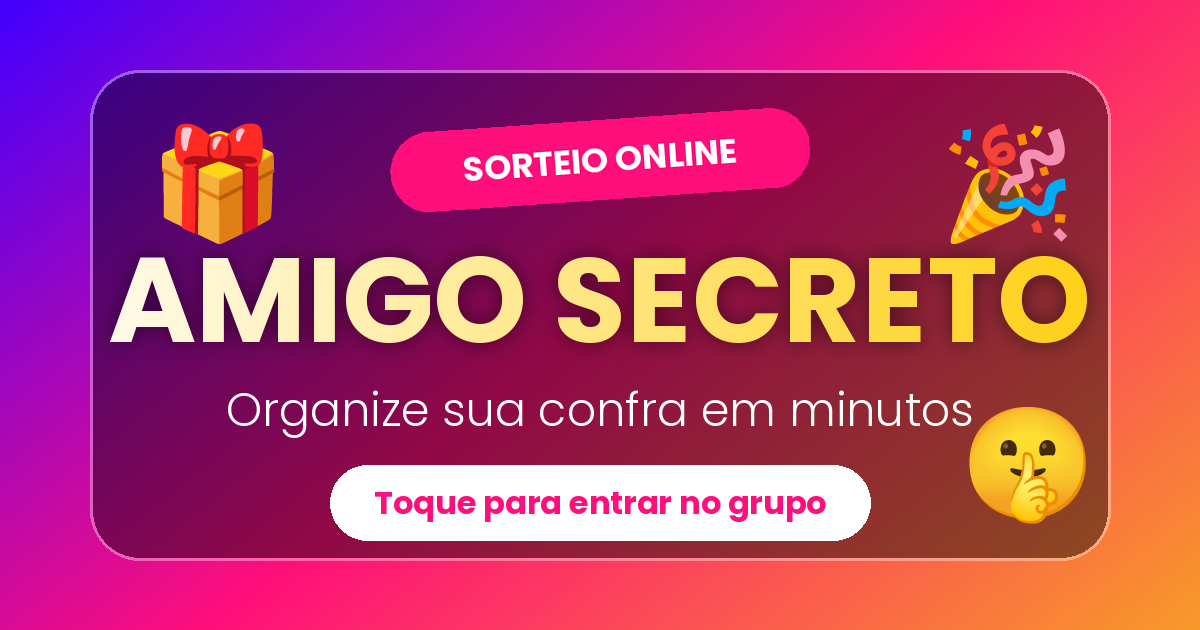 SORTEIO ONLINE
AMIGO SECRETO
Organize sua confra em minutos
Toque para entrar no grupo